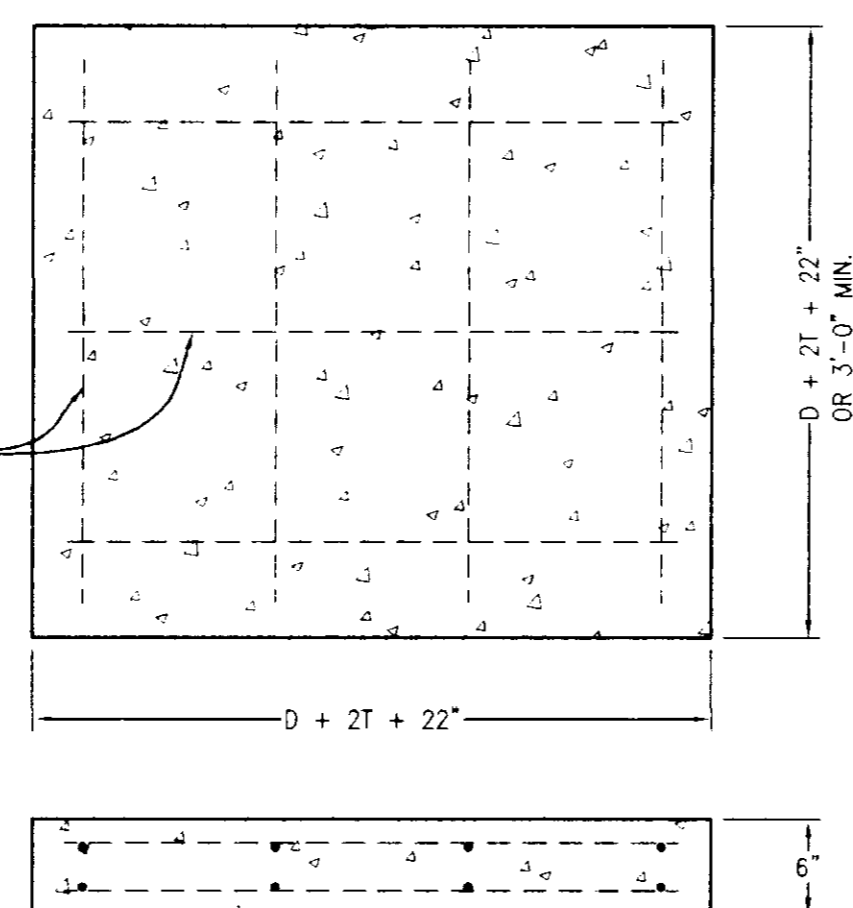 D + 2T + 22"
OR 3'-0" MIN.
D + 2T + 22"
6"